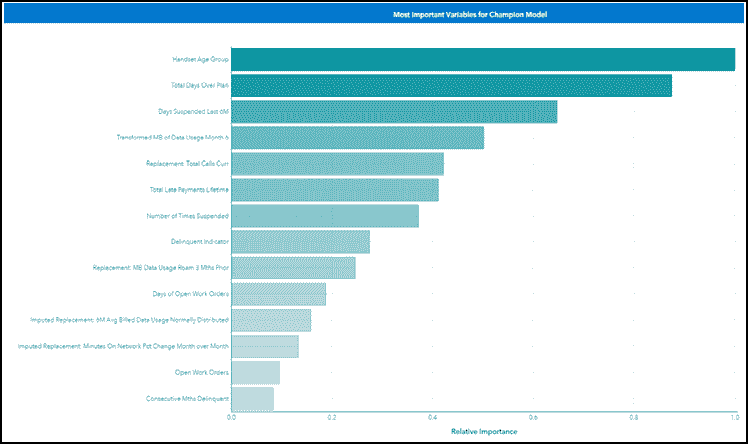 Most Important Variables for Champion Model
Handset Age Group
Total Days Over Plan
Days Suspended Last 6M
Transformed MB of Data Usage Month 6
Replacement: Total Calls Curr
Total Late Payments Lifetime
Number of Times Suspended
Delinquent Indicator
Replacement: MB Data Usage Roam 3 Mths Prior
Days of Open Work Orders
Imputed Replacement: 6M Avg Billed Data Usage Normally Distributed
Imputed Replacement: Minutes On Network Pct Change Month over Month
Open Work Orders
Consecutive Mths Delinquent
0.0 0.2 0.4 0.6 0.8 1.0
Relative Importance